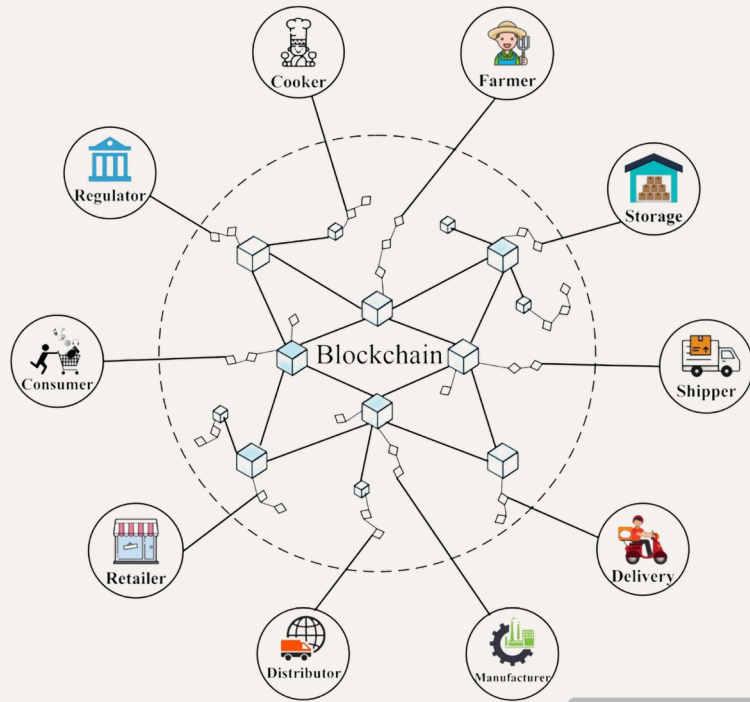 Cooker
Farmer
Regulator
Storage
Blockchain
Consumer
Shipper
Retailer
Delivery
Distributor
Manufacturer